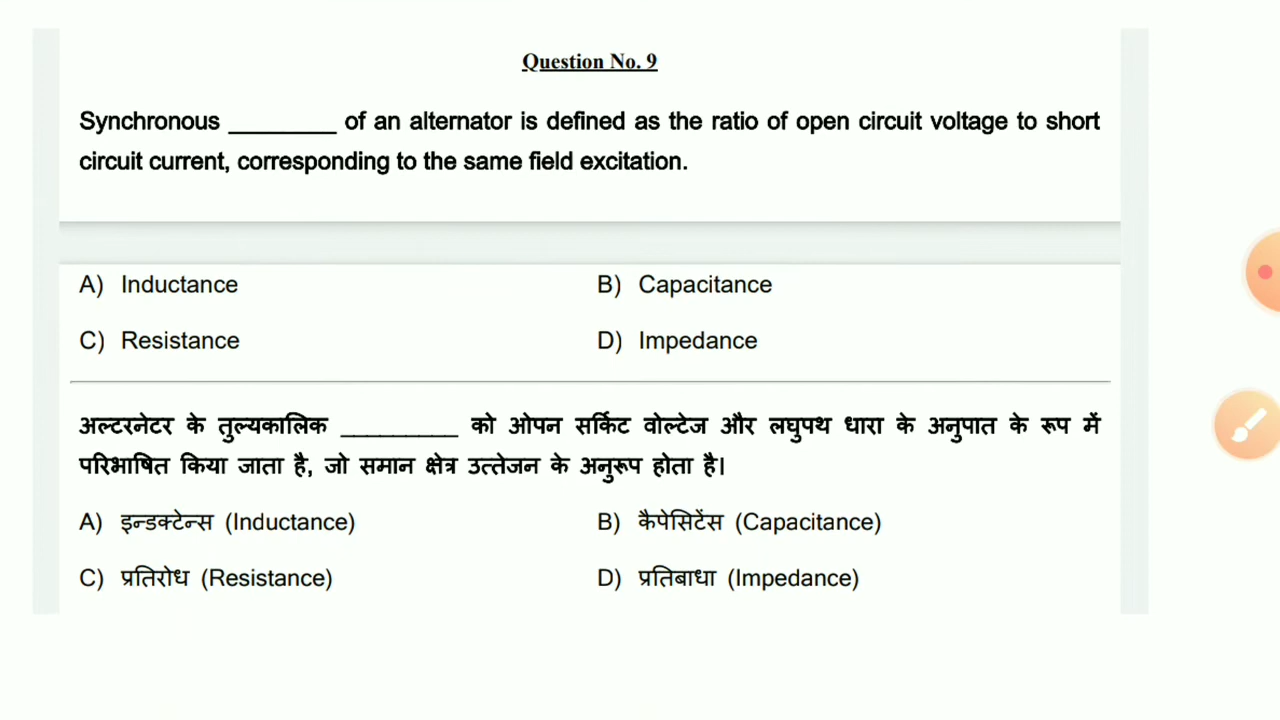 Question No. 9
Synchronous ________ of an alternator is defined as the ratio of open circuit voltage to short
circuit current, corresponding to the same field excitation.
A) Inductance B) Capacitance
C) Resistance D) Impedance
अल्टरनेटर के तुल्यकालिक _________ को ओपन सर्किट वोल्टेज और लघुपथ धारा के अनुपात के रूप में
परिभाषित किया जाता है, जो समान क्षेत्र उत्तेजन के अनुरूप होता है।
A) इन्डक्टेन्स (Inductance) B) कैपेसिटेंस (Capacitance)
C) प्रतिरोध (Resistance) D) प्रतिबाधा (Impedance)